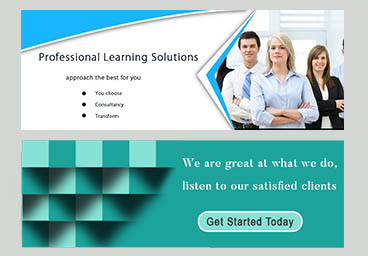 Professional Learning Solutions
approach the best for you
You choose
Consultancy
Transform
We are great at what we do,
listen to our satisfied clients
Get Started Today